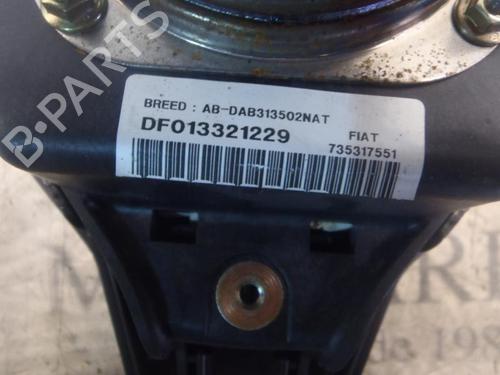 BREED : AB-DAB313502NAT
DF013321229
FIAT
735317551
B-PARTS